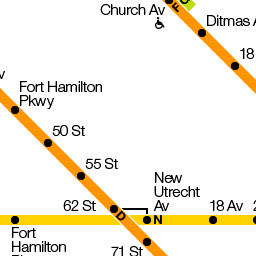 Church Av
F
Ditmas A
18
v
Fort Hamilton
Pkwy
50 St
55 St
New
Utrecht
Av
62 St
18 Av
2
D
N
Fort
Hamilton
71 St